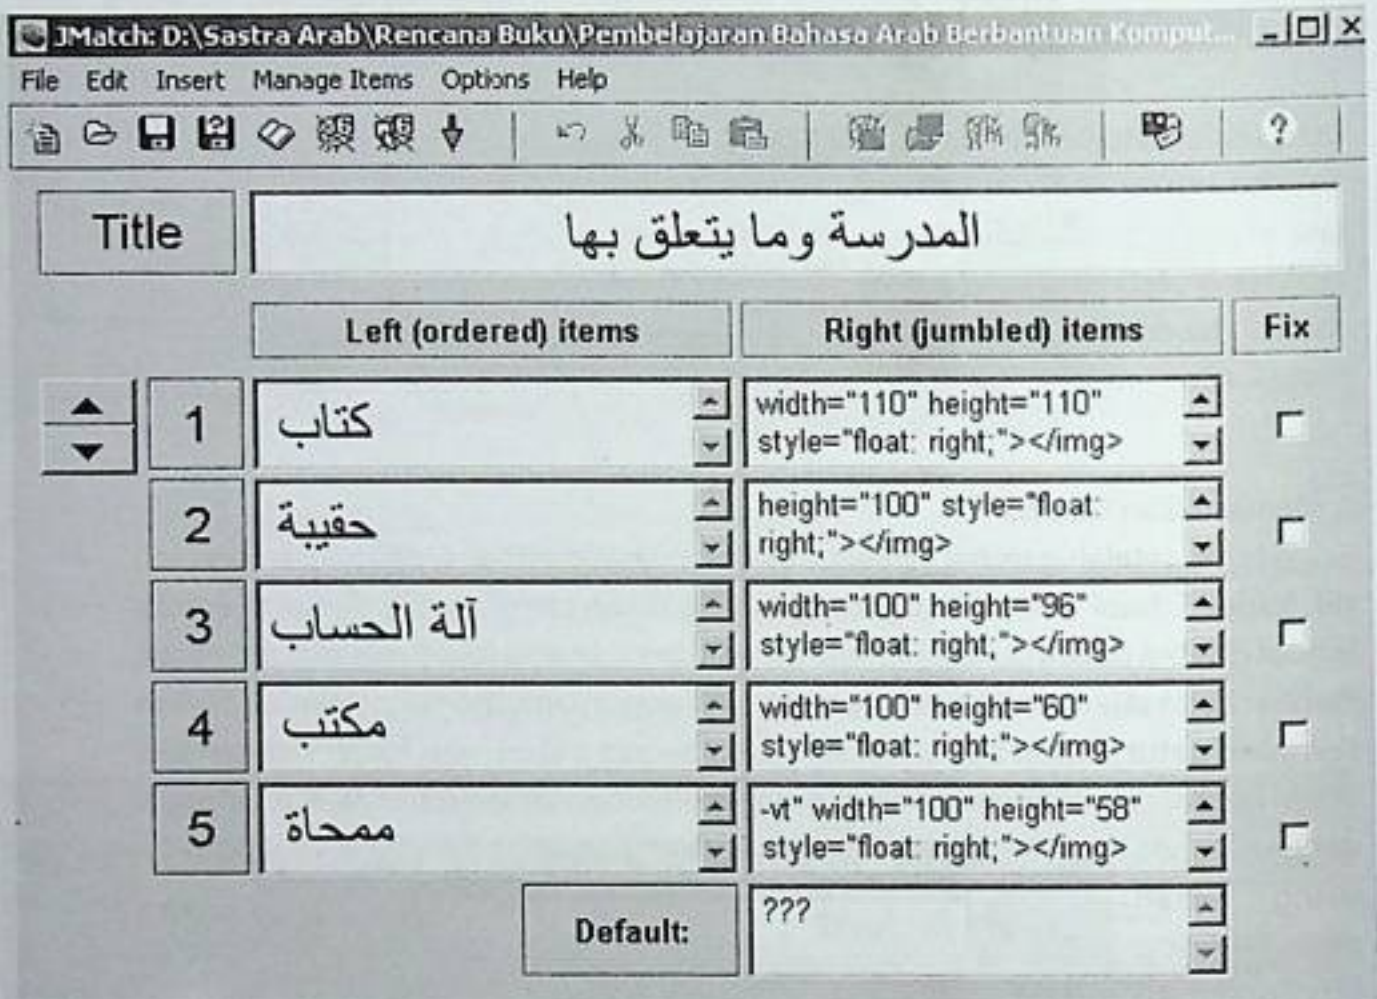 JMatch: D:\Sastra Arab\Rencana Buku\Pembelajaran Bahasa Arab Berbantuan Komput...
File Edit Insert Manage Items Options Help
Title
المدرسة وما يتعلق بها
Left (ordered) items
Right (jumbled) items
Fix
1
كتاب
width="110" height="110"
style="float: right;"></img>
2
حقيبة
height="100" style="float:
right;"></img>
3
آلة الحساب
width="100" height="96"
style="float: right;"></img>
4
مكتب
width="100" height="60"
style="float: right;"></img>
5
ممحاة
-vt" width="100" height="58"
style="float: right;"></img>
Default:
???